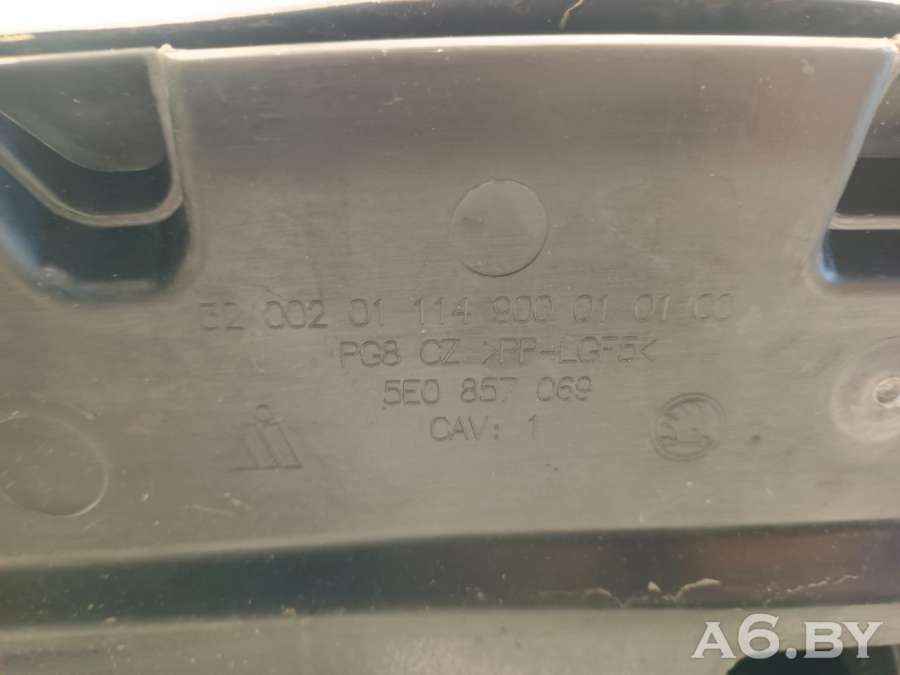 32 002 01 114 900 01 01 00
PG8 CZ >PP-LGF5<
5E0 857 069
CAV: 1
A6.BY